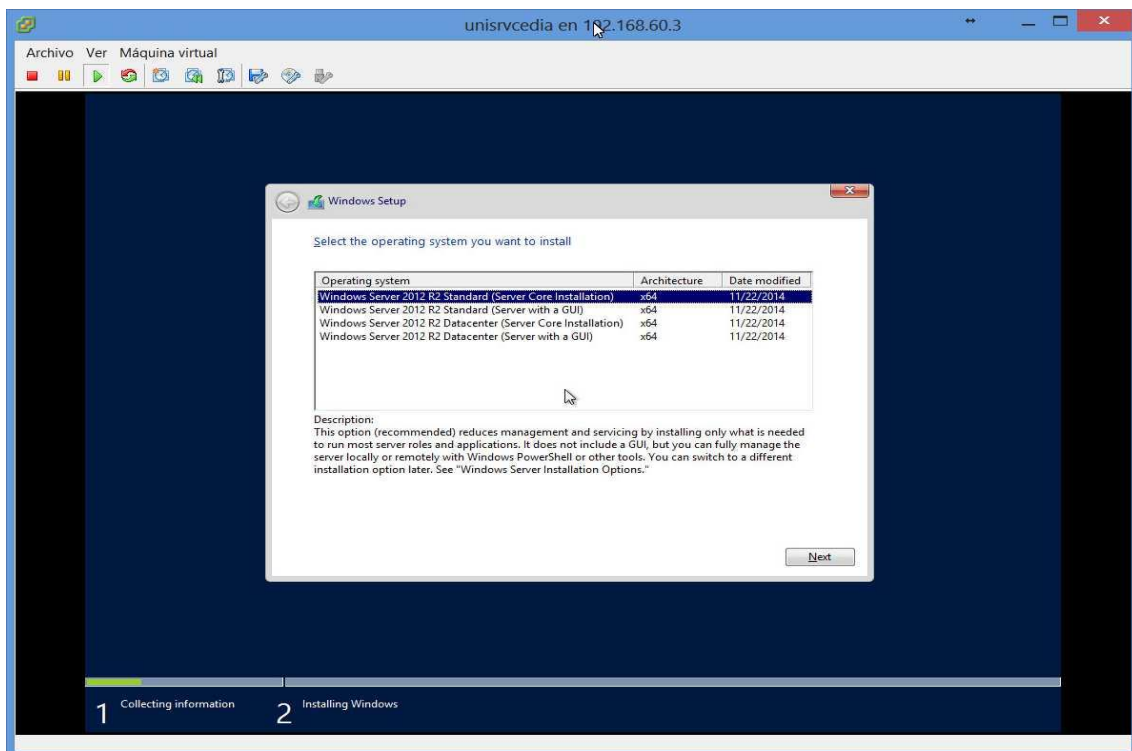 unisrvcedia en 192.168.60.3
Archivo Ver Máquina virtual
Windows Setup
Select the operating system you want to install
Operating system Architecture Date modified
Windows Server 2012 R2 Standard (Server Core Installation) x64 11/22/2014
Windows Server 2012 R2 Standard (Server with a GUI) x64 11/22/2014
Windows Server 2012 R2 Datacenter (Server Core Installation) x64 11/22/2014
Windows Server 2012 R2 Datacenter (Server with a GUI) x64 11/22/2014
Description:
This option (recommended) reduces management and servicing by installing only what is needed
to run most server roles and applications. It does not include a GUI, but you can fully manage the
server locally or remotely with Windows PowerShell or other tools. You can switch to a different
installation option later. See "Windows Server Installation Options."
Next
1 Collecting information 2 Installing Windows